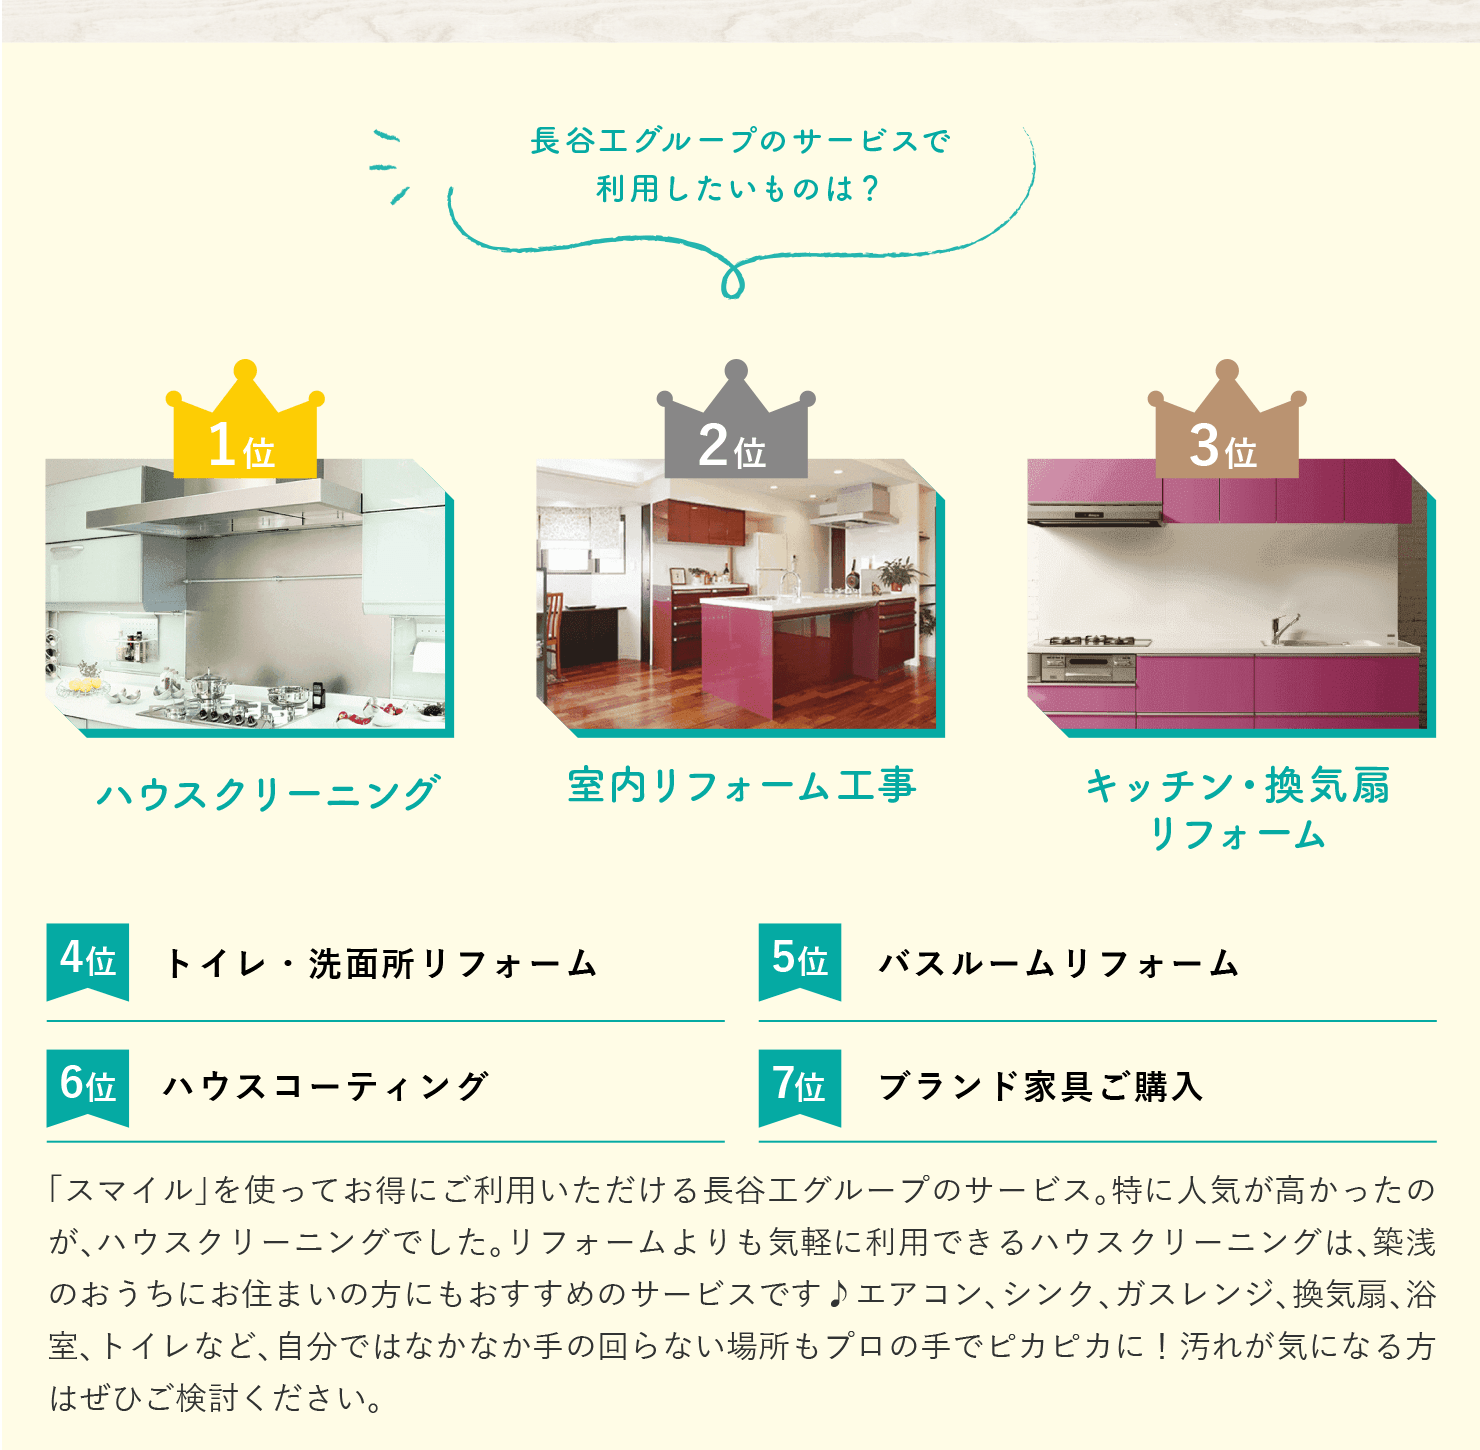 長谷工グループのサービスで
利用したいものは？
1位
2位
3位
ハウスクリーニング
室内リフォーム工事
キッチン・換気扇
リフォーム
4位
トイレ・洗面所リフォーム
5位
バスルームリフォーム
6位
ハウスコーティング
7位
ブランド家具ご購入
「スマイル」を使ってお得にご利用いただける長谷工グループのサービス。特に人気が高かったの
が、ハウスクリーニングでした。リフォームよりも気軽に利用できるハウスクリーニングは、築浅
のおうちにお住まいの方にもおすすめのサービスです♪エアコン、シンク、ガスレンジ、換気扇、浴
室、トイレなど、自分ではなかなか手の回らない場所もプロの手でピカピカに！汚れが気になる方
はぜひご検討ください。